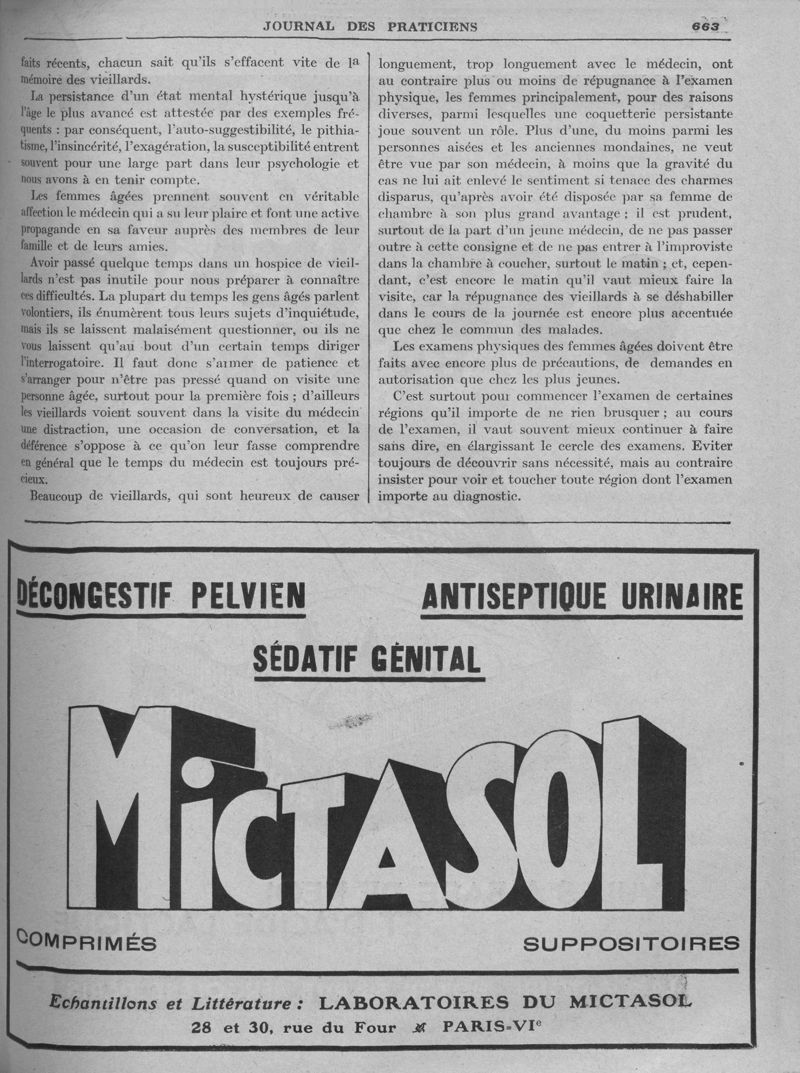 JOURNAL DES PRATICIENS 663
faits récents, chacun sait qu'ils s'effacent vite de la
mémoire des vieillards.
La persistance d'un état mental hystérique jusqu'à
l'âge le plus avancé est attestée par des exemples fré-
quents : par conséquent, l'auto-suggestibilité, le pithia-
tisme, l'insincérité, l'exagération, la susceptibilité entrent
souvent pour une large part dans leur psychologie et
nous avons à en tenir compte.
Les femmes âgées prennent souvent en véritable
affection le médecin qui a su leur plaire et font une active
propagande en sa faveur auprès des membres de leur
famille et de leurs amies.
Avoir passé quelque temps dans un hospice de vieil-
lards n'est pas inutile pour nous préparer à connaître
ces difficultés. La plupart du temps les gens âgés parlent
volontiers, ils énumèrent tous leurs sujets d'inquiétude,
mais ils se laissent malaisément questionner, ou ils ne
vous laissent qu'au bout d'un certain temps diriger
l'interrogatoire. Il faut donc s'armer de patience et
s'arranger pour n'être pas pressé quand on visite une
personne âgée, surtout pour la première fois ; d'ailleurs
les vieillards voient souvent dans la visite du médecin
une distraction, une occasion de conversation, et la
déférence s'oppose à ce qu'on leur fasse comprendre
en général que le temps du médecin est toujours pré-
cieux.
Beaucoup de vieillards, qui sont heureux de causer
longuement, trop longuement avec le médecin, ont
au contraire plus ou moins de répugnance à l'examen
physique, les femmes principalement, pour des raisons
diverses, parmi lesquelles une coquetterie persistante
joue souvent un rôle. Plus d'une, du moins parmi les
personnes aisées et les anciennes mondaines, ne veut
être vue par son médecin, à moins que la gravité du
cas ne lui ait enlevé le sentiment si tenace des charmes
disparus, qu'après avoir été disposée par sa femme de
chambre à son plus grand avantage ; il est prudent,
surtout de la part d'un jeune médecin, de ne pas passer
outre à cette consigne et de ne pas entrer à l'improviste
dans la chambre à coucher, surtout le matin ; et, cepen-
dant, c'est encore le matin qu'il vaut mieux faire la
visite, car la répugnance des vieillards à se déshabiller
dans le cours de la journée est encore plus accentuée
que chez le commun des malades.
Les examens physiques des femmes âgées doivent être
faits avec encore plus de précautions, de demandes en
autorisation que chez les plus jeunes.
C'est surtout pour commencer l'examen de certaines
régions qu'il importe de ne rien brusquer ; au cours
de l'examen, il vaut souvent mieux continuer à faire
sans dire, en élargissant le cercle des examens. Eviter
toujours de découvrir sans nécessité, mais au contraire
insister pour voir et toucher toute région dont l'examen
importe au diagnostic.
DÉCONGESTIF PELVIEN ANTISEPTIQUE URINAIRE
SÉDATIF GÉNITAL
MICTASOL
COMPRIMÉS SUPPOSITOIRES
Echantillons et Littérature : LABORATOIRES DU MICTASOL
28 et 30, rue du Four PARIS-VIe